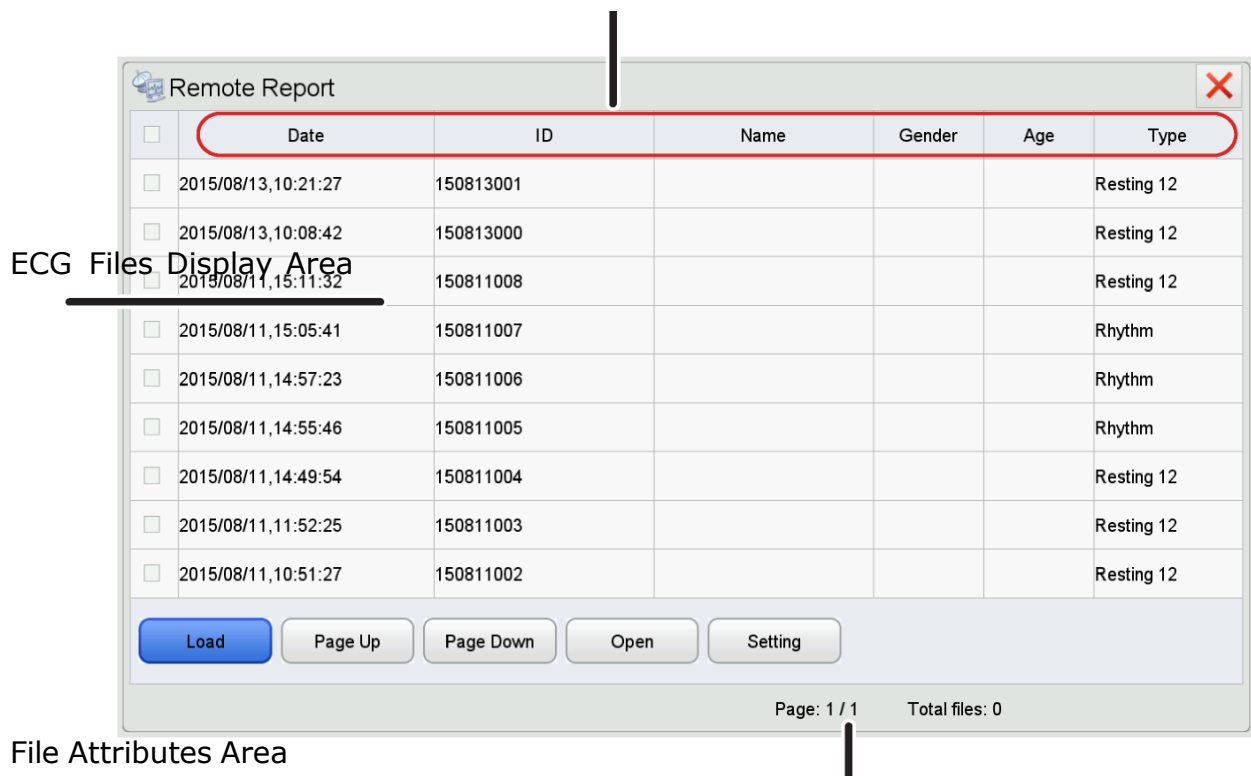 Remote Report
Date ID Name Gender Age Type
2015/08/13,10:21:27 150813001 Resting 12
2015/08/13,10:08:42 150813000 Resting 12
ECG Files Display Area
2015/08/11,15:11:32 150811008 Resting 12
2015/08/11,15:05:41 150811007 Rhythm
2015/08/11,14:57:23 150811006 Rhythm
2015/08/11,14:55:46 150811005 Rhythm
2015/08/11,14:49:54 150811004 Resting 12
2015/08/11,11:52:25 150811003 Resting 12
2015/08/11,10:51:27 150811002 Resting 12
Load Page Up Page Down Open Setting
Page: 1 / 1 Total files: 0
File Attributes Area